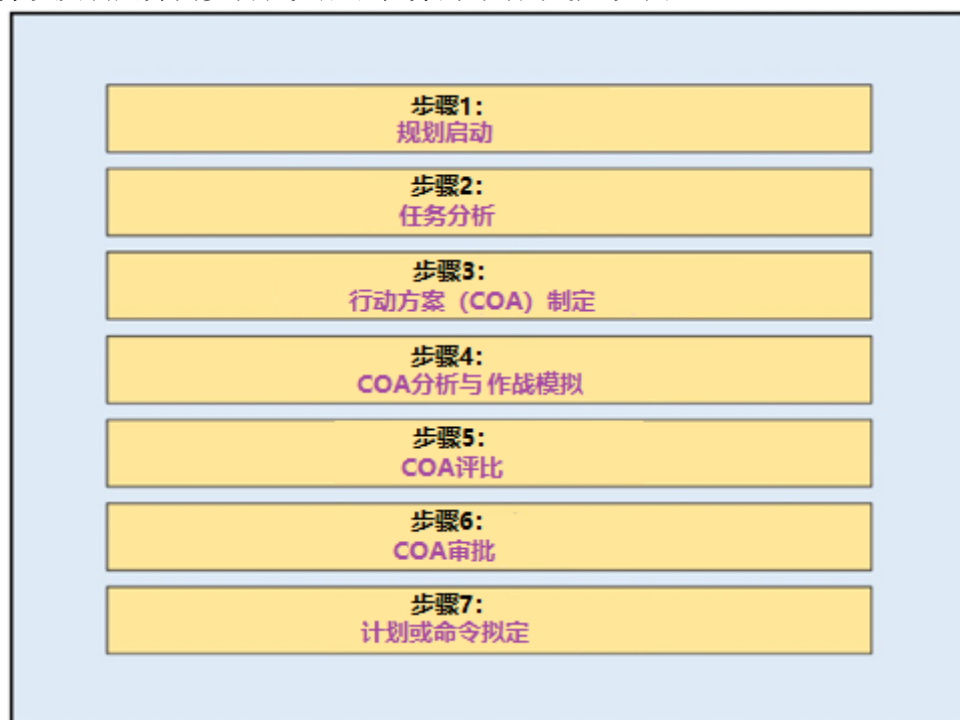 步骤1：
规划启动
步骤2：
任务分析
步骤3：
行动方案（COA）制定
步骤4：
COA分析与 作战模拟
步骤5：
COA评比
步骤6：
COA审批
步骤7：
计划或命令拟定